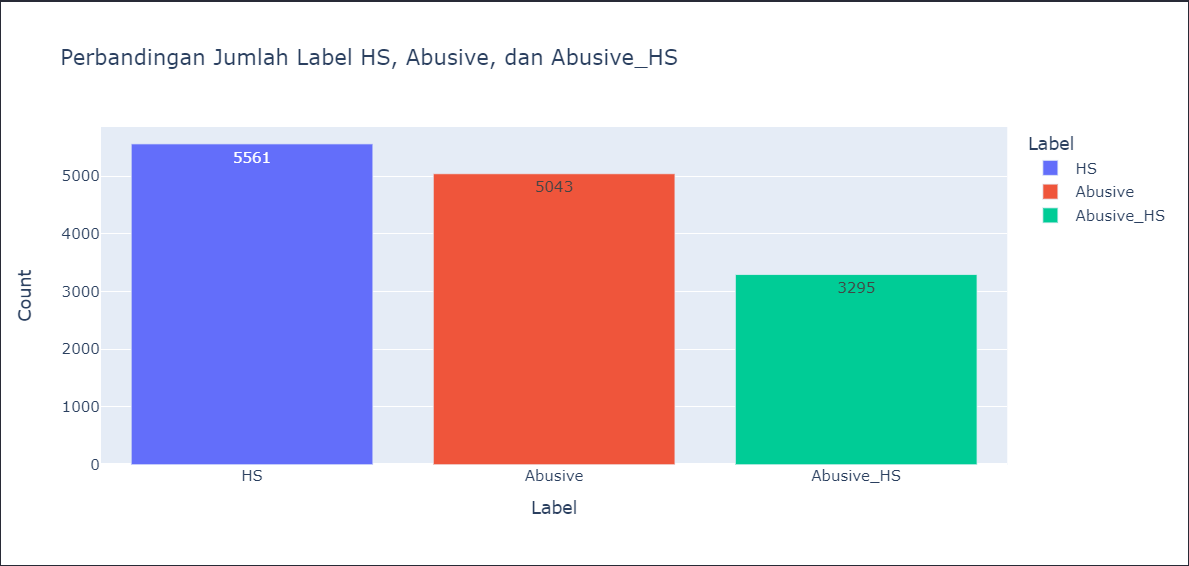 Perbandingan Jumlah Label HS, Abusive, dan Abusive_HS
Count
5000
4000
3000
2000
1000
0
5561
5043
3295
HS
Abusive
Abusive_HS
Label
Label
HS
Abusive
Abusive_HS